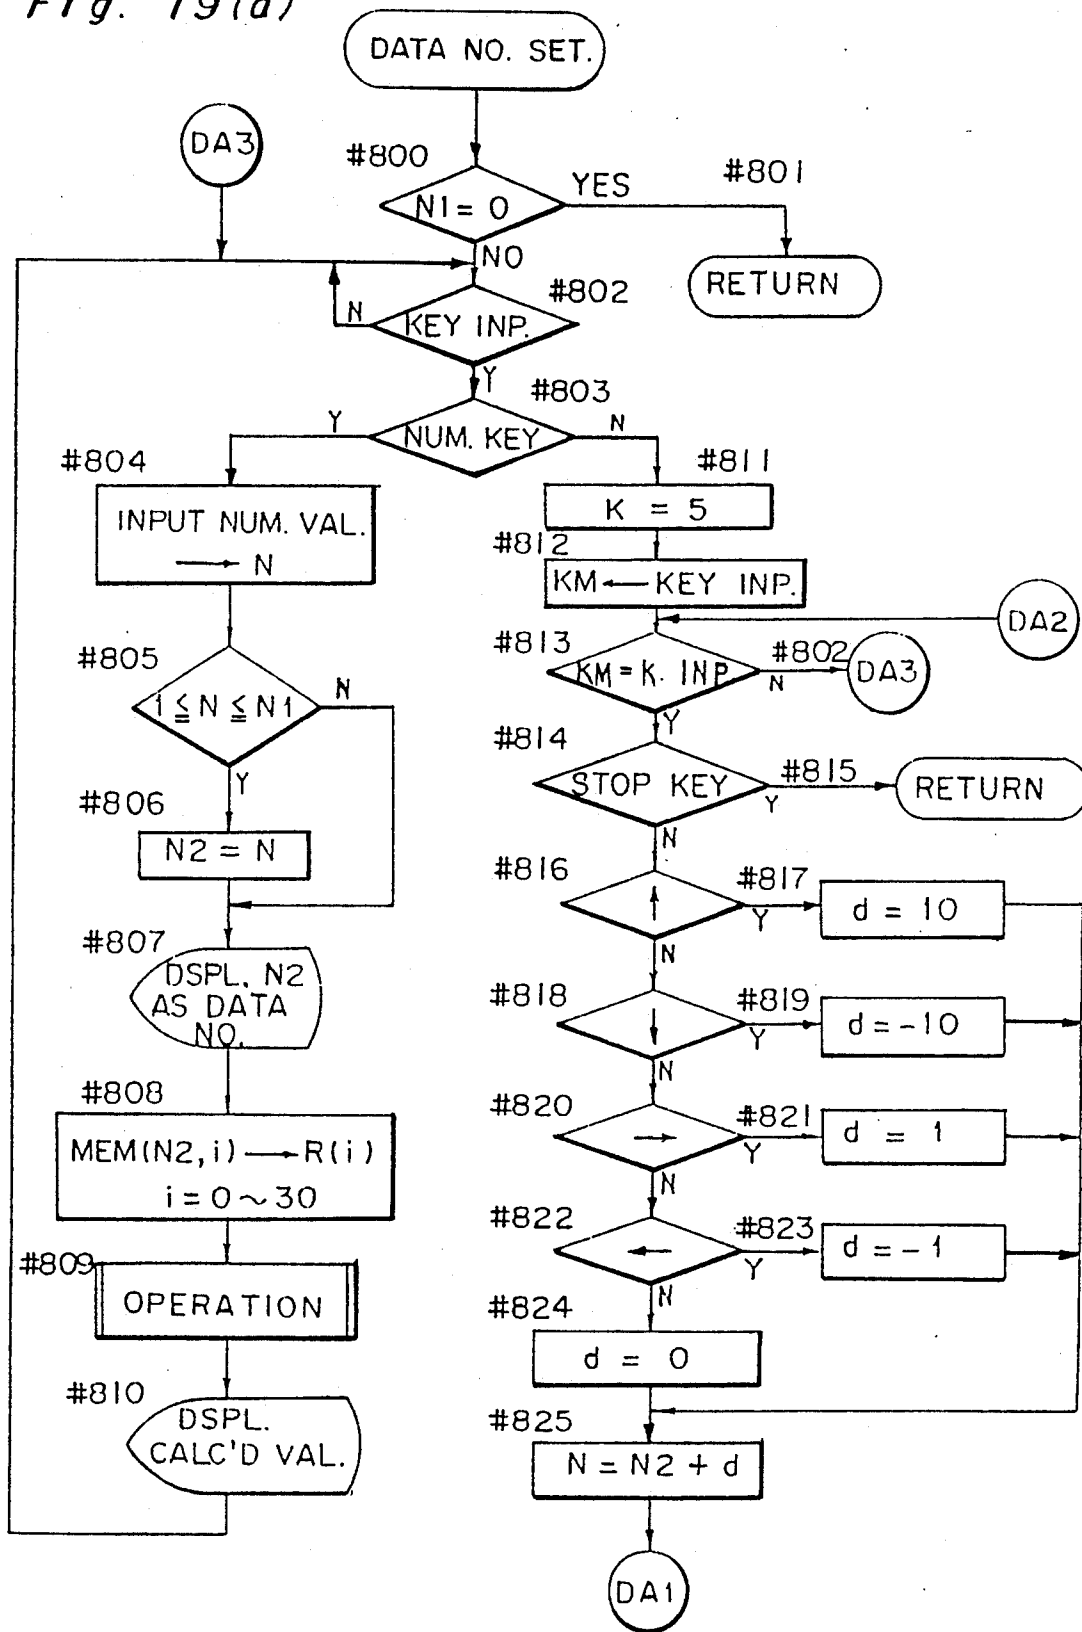 Fig. 19(a)
DATA NO. SET.
DA3
#800
N1 = 0
YES
#801
RETURN
NO
#802
KEY INP.
N
Y
#803
NUM. KEY
Y
N
#804
INPUT NUM. VAL.
→ N
#805
1 ≦ N ≦ N1
N
Y
#806
N2 = N
#807
DSPL. N2
AS DATA
NO.
#808
MEM(N2, i) → R(i)
i = 0 ~ 30
#809
OPERATION
#810
DSPL.
CALC'D VAL.
#811
K = 5
#812
KM ← KEY INP.
DA2
#813
KM = K. INP
#802
N
DA3
Y
#814
STOP KEY
#815
Y
RETURN
N
#816
↑
#817
Y
d = 10
N
#818
↓
#819
Y
d = -10
N
#820
→
#821
Y
d = 1
N
#822
←
#823
Y
d = -1
N
#824
d = 0
#825
N = N2 + d
DA1